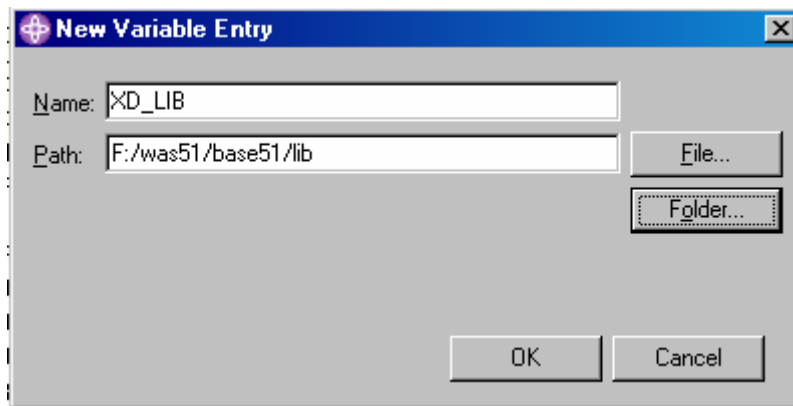 New Variable Entry
Name: XD_LIB
Path: F:/was51/base51/lib File...
Folder...
OK Cancel